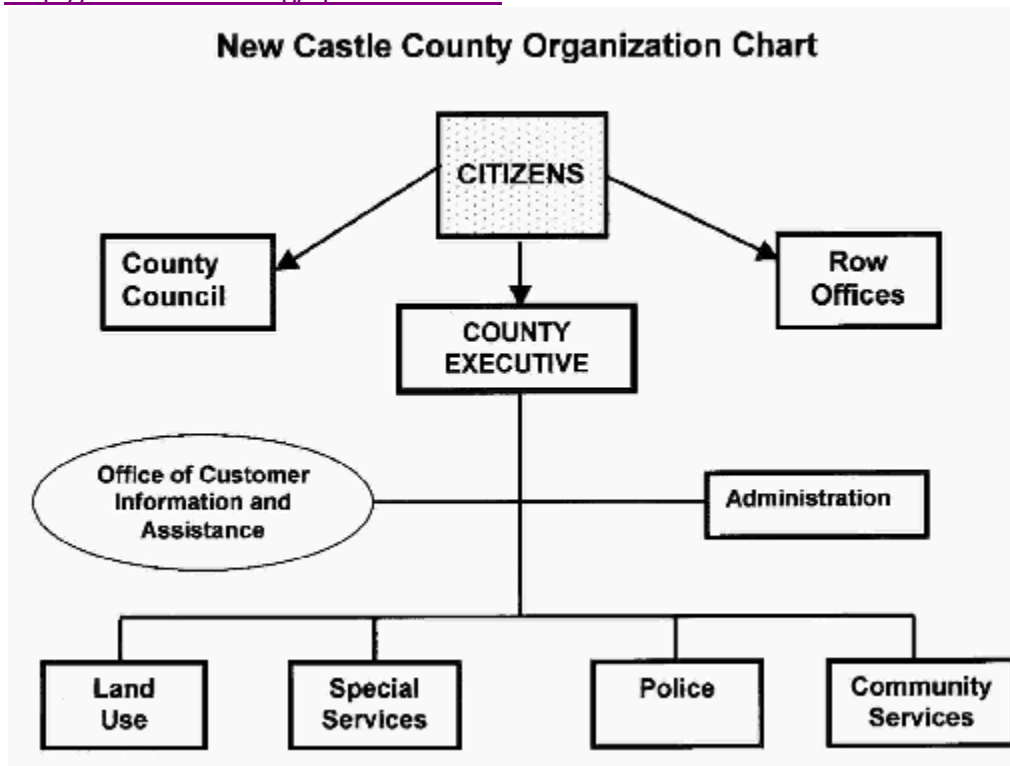 New Castle County Organization Chart
CITIZENS
County
Council
Row
Offices
COUNTY
EXECUTIVE
Office of Customer
Information and
Assistance
Administration
Land
Use
Special
Services
Police
Community
Services